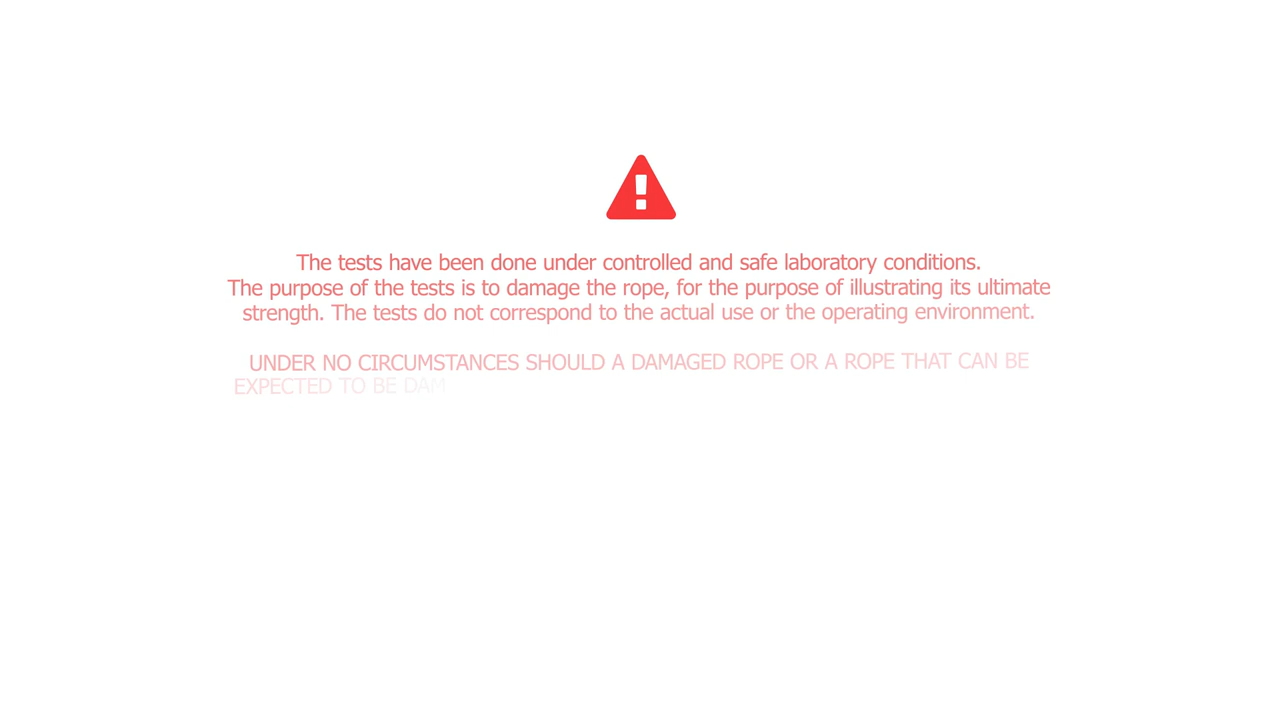 The tests have been done under controlled and safe laboratory conditions.
The purpose of the tests is to damage the rope, for the purpose of illustrating its ultimate
strength. The tests do not correspond to the actual use or the operating environment.
UNDER NO CIRCUMSTANCES SHOULD A DAMAGED ROPE OR A ROPE THAT CAN BE
EXPECTED TO BE DAM